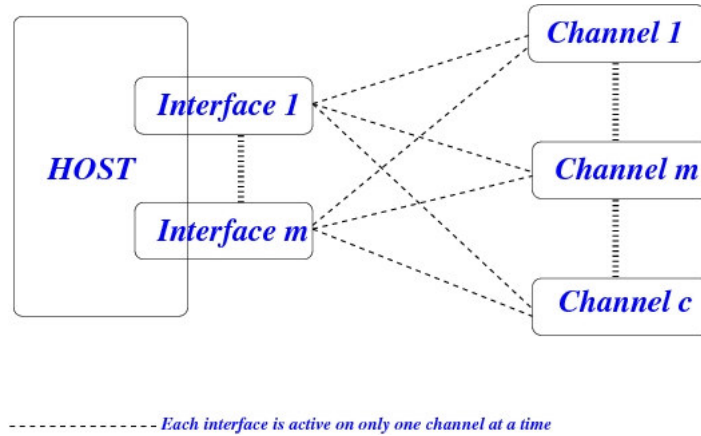 Channel 1
Interface 1
HOST
Channel m
Interface m
Channel c
Each interface is active on only one channel at a time